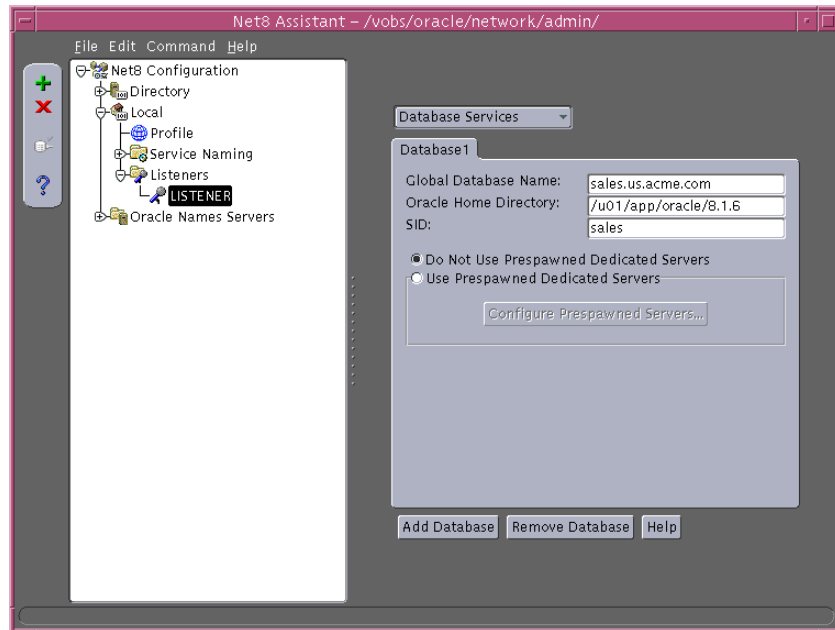 Net8 Assistant – /vobs/oracle/network/admin/
File Edit Command Help
Net8 Configuration
Directory
Local
Profile
Service Naming
Listeners
LISTENER
Oracle Names Servers
Database Services
Database1
Global Database Name: sales.us.acme.com
Oracle Home Directory: /u01/app/oracle/8.1.6
SID: sales
Do Not Use Prespawned Dedicated Servers
Use Prespawned Dedicated Servers
Configure Prespawned Servers...
Add Database Remove Database Help